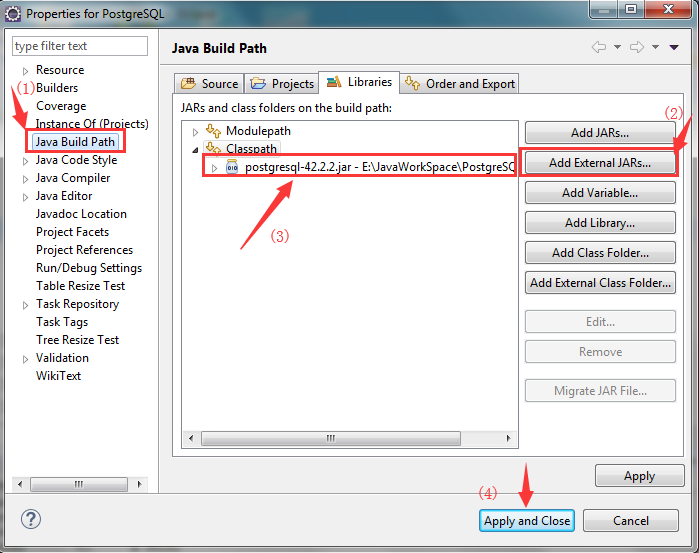 Properties for PostgreSQL
type filter text
Java Build Path
Resource
(1)
Builders
Coverage
Instance Of (Projects)
Java Build Path
Java Code Style
Java Compiler
Java Editor
Javadoc Location
Project Facets
Project References
Run/Debug Settings
Table Resize Test
Task Repository
Task Tags
Tree Resize Test
Validation
WikiText
Source
Projects
Libraries
Order and Export
JARs and class folders on the build path:
Modulepath
Classpath
postgresql-42.2.2.jar - E:\JavaWorkSpace\PostgreSQ
(3)
(2)
Add JARs...
Add External JARs...
Add Variable...
Add Library...
Add Class Folder...
Add External Class Folder...
Edit...
Remove
Migrate JAR File...
Apply
(4)
Apply and Close
Cancel